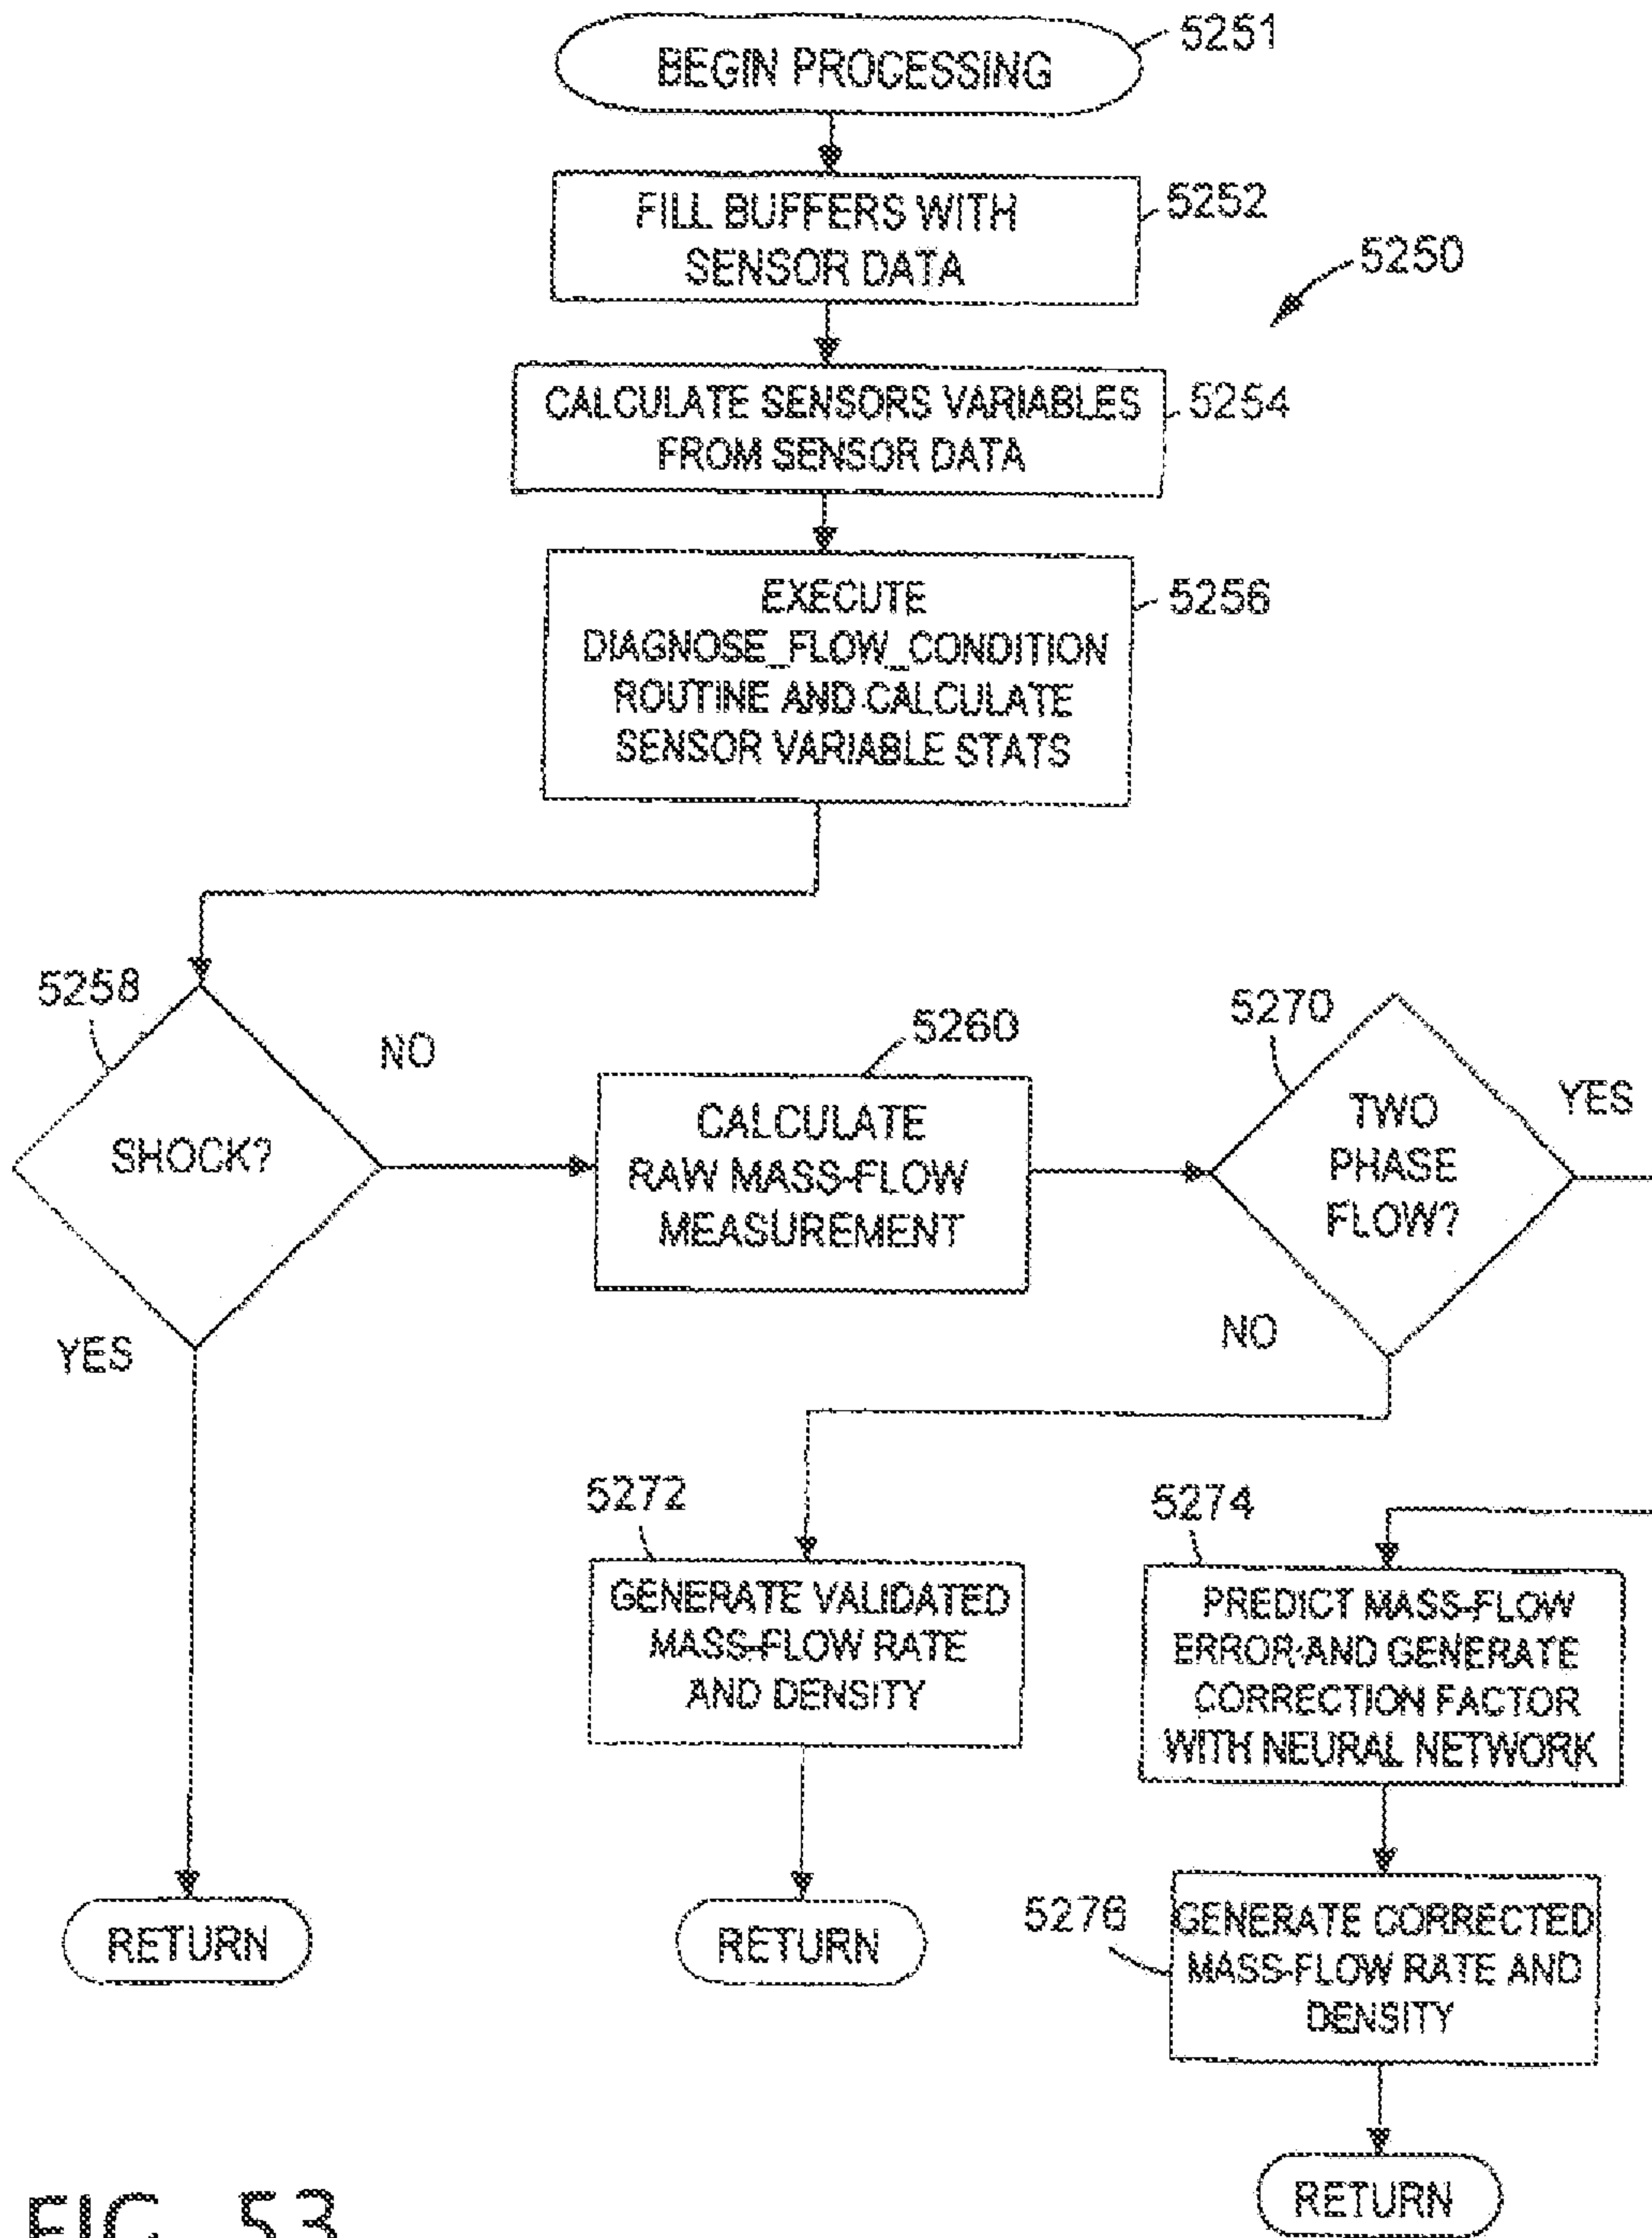 BEGIN PROCESSING
5251
FILL BUFFERS WITH
SENSOR DATA
5252
5250
CALCULATE SENSORS VARIABLES
FROM SENSOR DATA
5254
EXECUTE
DIAGNOSE_FLOW_CONDITION
ROUTINE AND CALCULATE
SENSOR VARIABLE STATS
5256
5258
SHOCK?
NO
YES
5260
CALCULATE
RAW MASS-FLOW
MEASUREMENT
5270
TWO
PHASE
FLOW?
YES
NO
5272
GENERATE VALIDATED
MASS-FLOW RATE
AND DENSITY
5274
PREDICT MASS-FLOW
ERROR AND GENERATE
CORRECTION FACTOR
WITH NEURAL NETWORK
RETURN
RETURN
5276
GENERATE CORRECTED
MASS-FLOW RATE AND
DENSITY
RETURN
FIG. 53